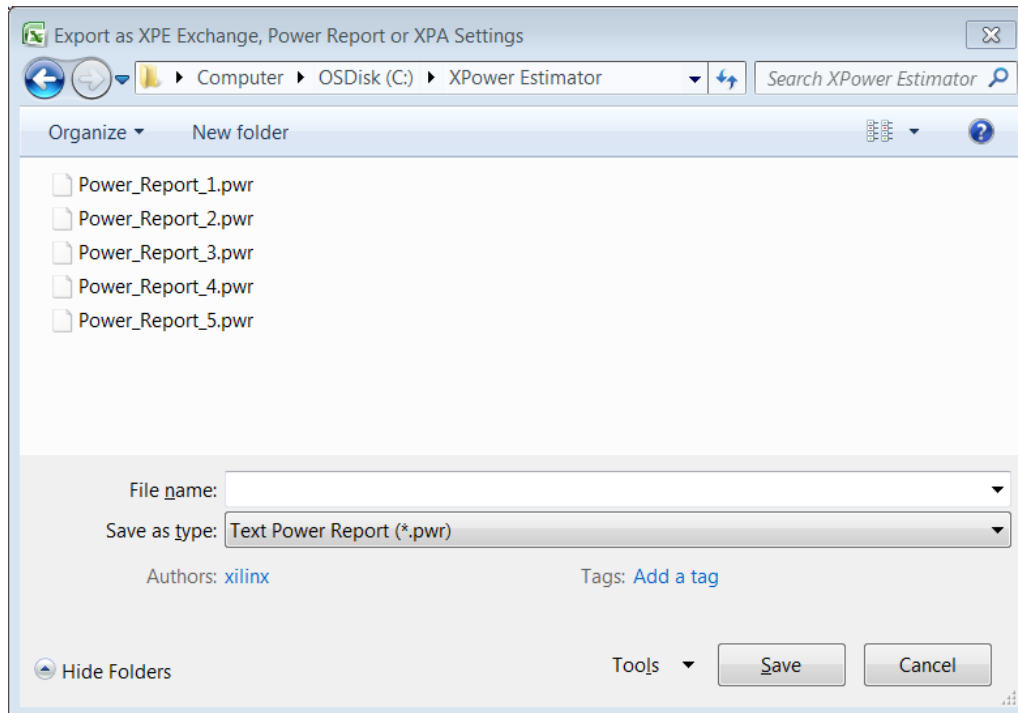 Export as XPE Exchange, Power Report or XPA Settings
Computer OSDisk (C:) XPower Estimator Search XPower Estimator
Organize New folder
Power_Report_1.pwr
Power_Report_2.pwr
Power_Report_3.pwr
Power_Report_4.pwr
Power_Report_5.pwr
File name:
Save as type: Text Power Report (*.pwr)
Authors: xilinx Tags: Add a tag
Hide Folders Tools Save Cancel